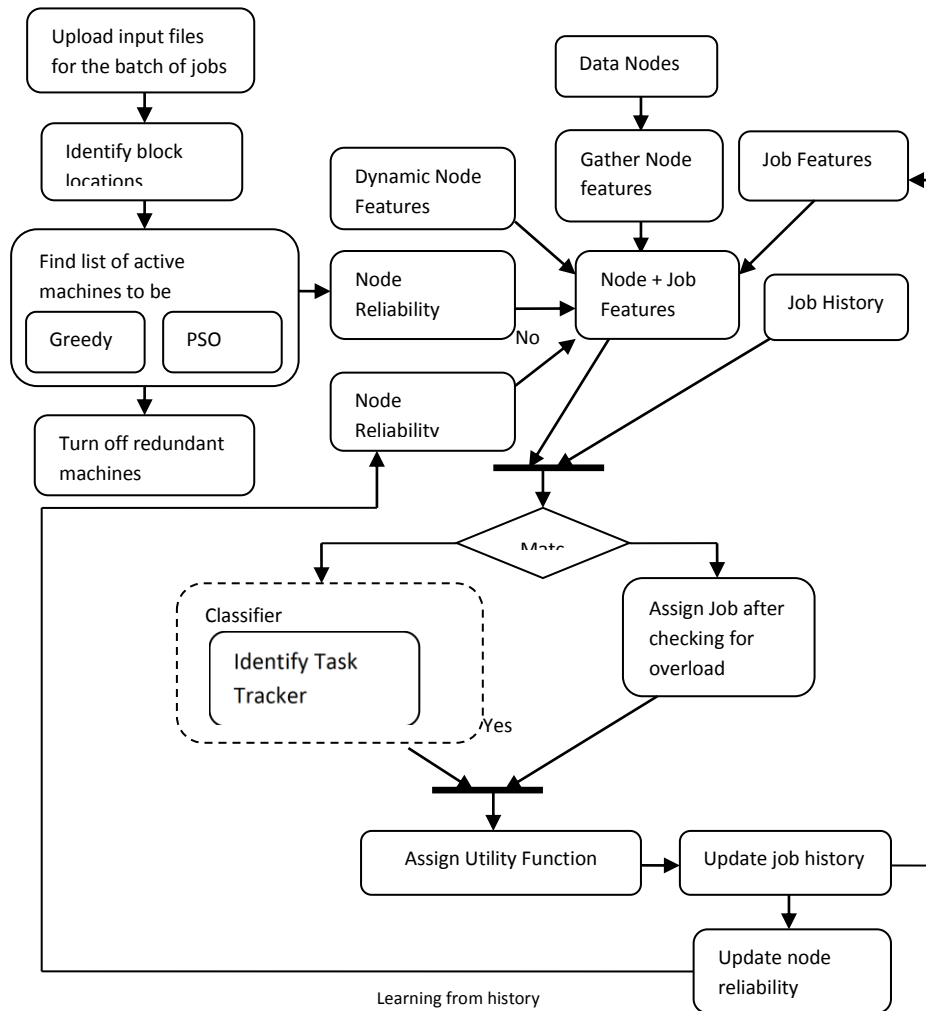 Upload input files
for the batch of jobs
Identify block
locations
Find list of active
machines to be
Greedy
PSO
Turn off redundant
machines
Data Nodes
Gather Node
features
Job Features
Dynamic Node
Features
Node
Reliability
No
Node + Job
Features
Job History
Node
Reliability
Matc
Classifier
Identify Task
Tracker
Yes
Assign Job after
checking for
overload
Assign Utility Function
Update job history
Update node
reliability
Learning from history